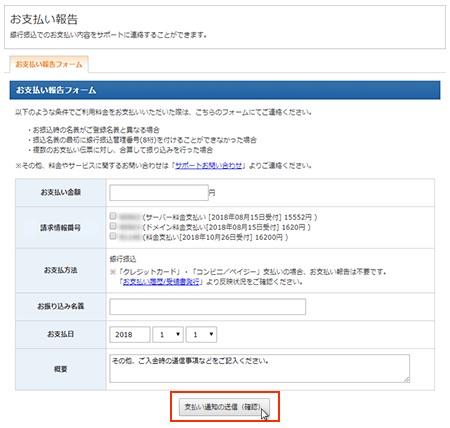 お支払い報告
銀行振込でのお支払い内容をサポートに連絡することができます。
お支払い報告フォーム
お支払い報告フォーム
以下のような条件でご利用料金をお支払いいただいた際は、こちらのフォームにてご連絡ください。
・お振込時の名義がご登録名義と異なる場合
・振込名義の最初に銀行振込管理番号(8桁)を付けることができなかった場合
・複数のお支払い伝票に対し、合算して振り込みを行った場合
※その他、料金やサービスに関するお問い合わせは「サポートお問い合わせ」よりご連絡ください。
お支払い金額 円
請求情報番号
(サーバー料金支払い [2018年08月15日受付] 15552円 )
(ドメイン料金支払い[2018年08月15日受付] 1620円 )
(料金支払い[2018年10月26日受付] 16200円 )
お支払方法
銀行振込
※「クレジットカード」・「コンビニ/ペイジー」支払いの場合、お支払い報告は不要です。
「お支払い履歴/受領書発行」より反映状況をご確認ください。
お振り込み名義
お支払日 2018 1 1
概要
その他、ご入金時の通信事項などをご記入ください。
支払い通知の送信（確認）